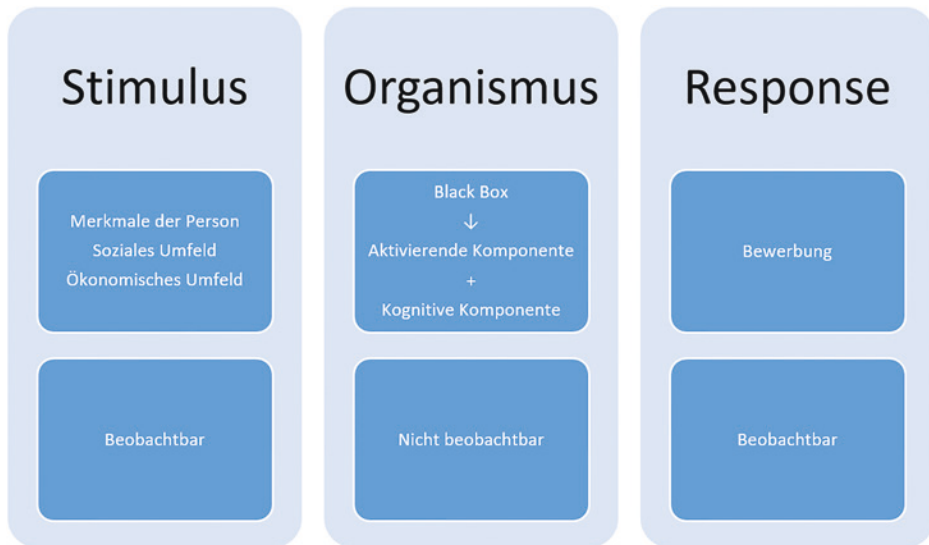 Stimulus
Merkmale der Person
Soziales Umfeld
Ökonomisches Umfeld
Beobachtbar
Organismus
Black Box
↓
Aktivierende Komponente
+
Kognitive Komponente
Nicht beobachtbar
Response
Bewerbung
Beobachtbar